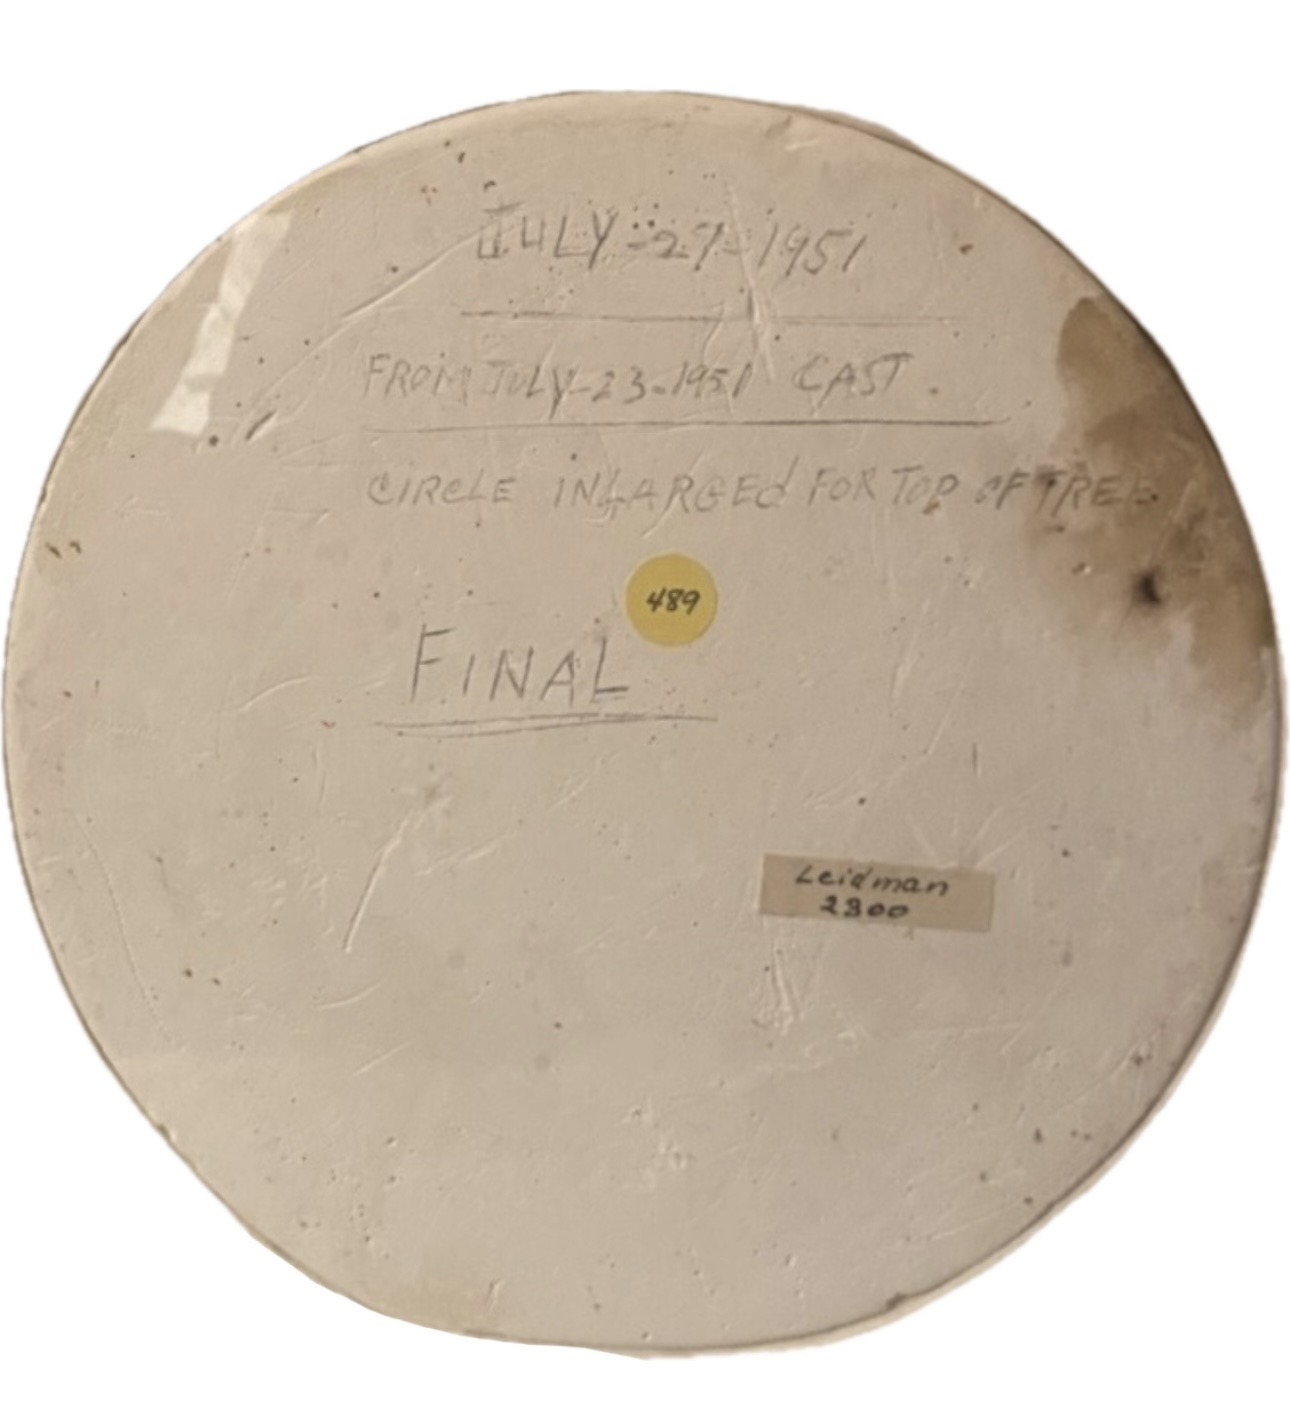 JULY-27-1951
FROM JULY-23-1951 CAST.
CIRCLE INLARGED FOR TOP OF TREE
489
FINAL
Leidman
2300